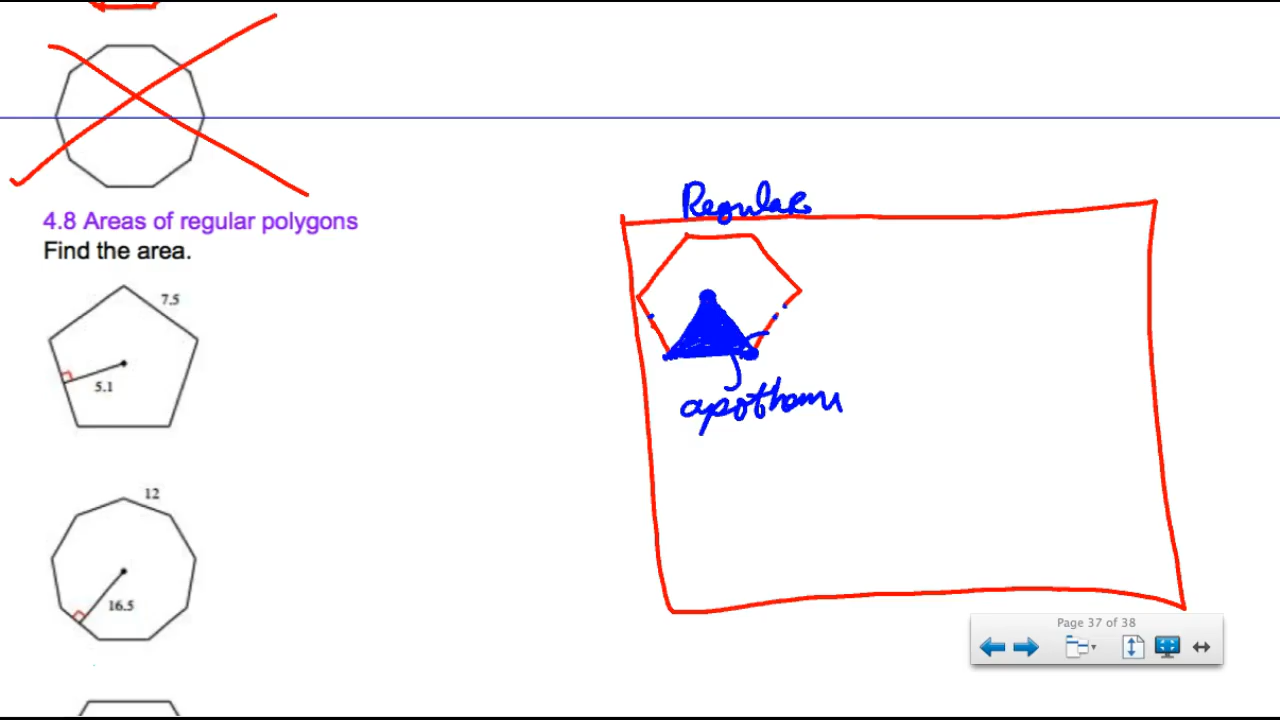 Regular
4.8 Areas of regular polygons
Find the area.
7.5
5.1
apothem
12
16.5
Page 37 of 38